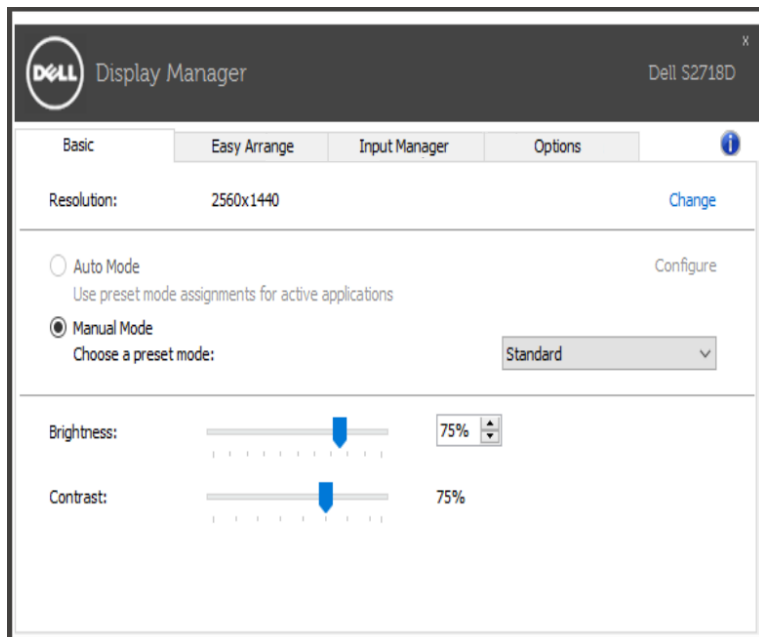 x
DELL Display Manager Dell S2718D
Basic Easy Arrange Input Manager Options i
Resolution: 2560x1440 Change
Auto Mode Configure
Use preset mode assignments for active applications
Manual Mode
Choose a preset mode: Standard
Brightness: 75%
Contrast: 75%